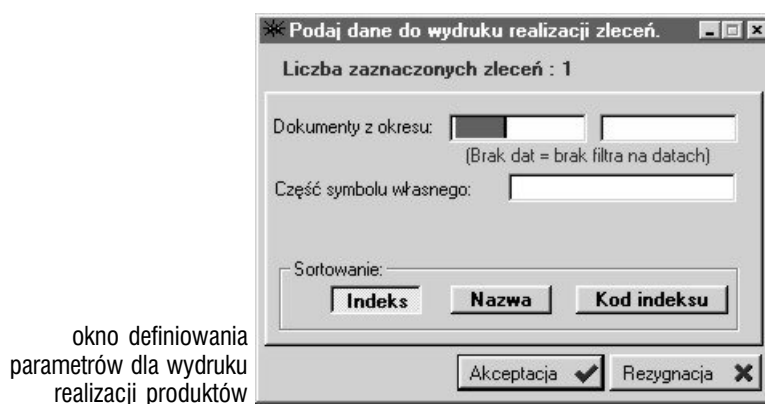 Podaj dane do wydruku realizacji zleceń.
Liczba zaznaczonych zleceń : 1
Dokumenty z okresu:
(Brak dat = brak filtra na datach)
Część symbolu własnego:
Sortowanie:
Indeks Nazwa Kod indeksu
Akceptacja Rezygnacja
okno definiowania
parametrów dla wydruku
realizacji produktów